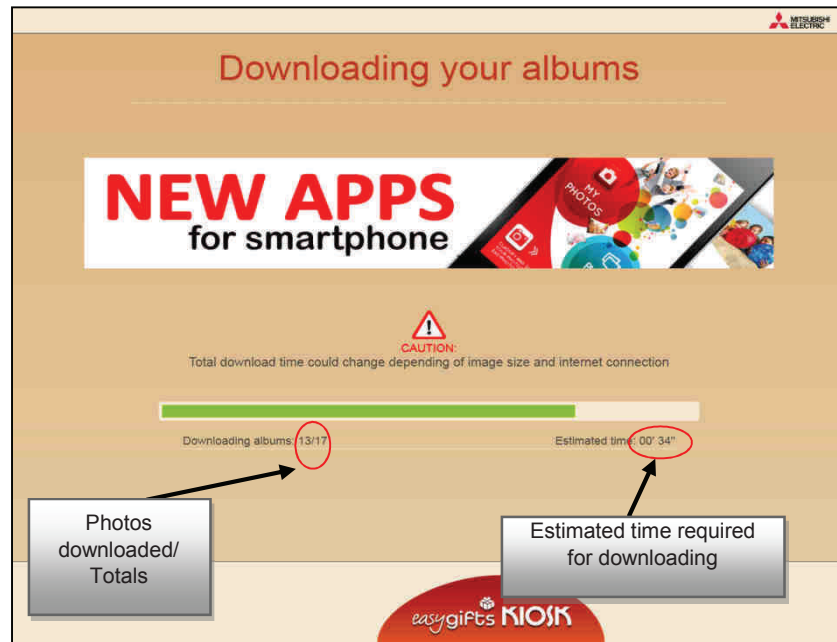 MITSUBISHI
ELECTRIC
Downloading your albums
NEW APPS
for smartphone
MY
PHOTOS
CAUTION:
Total download time could change depending of image size and internet connection
Downloading albums: 13/17
Estimated time: 00' 34"
Photos
downloaded/
Totals
Estimated time required
for downloading
easygifts KIOSK